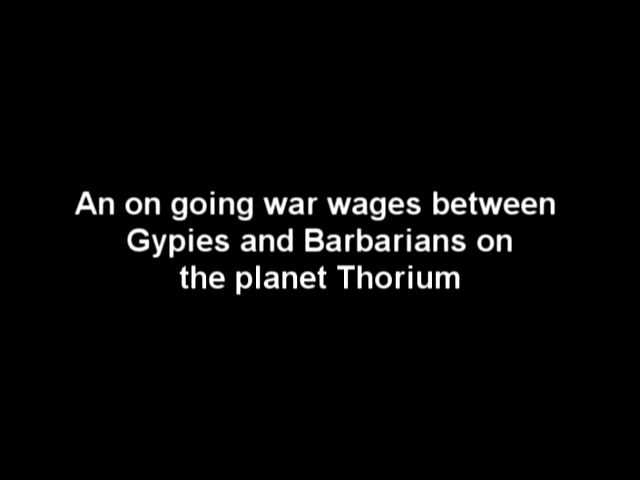 An on going war wages between
Gypies and Barbarians on
the planet Thorium